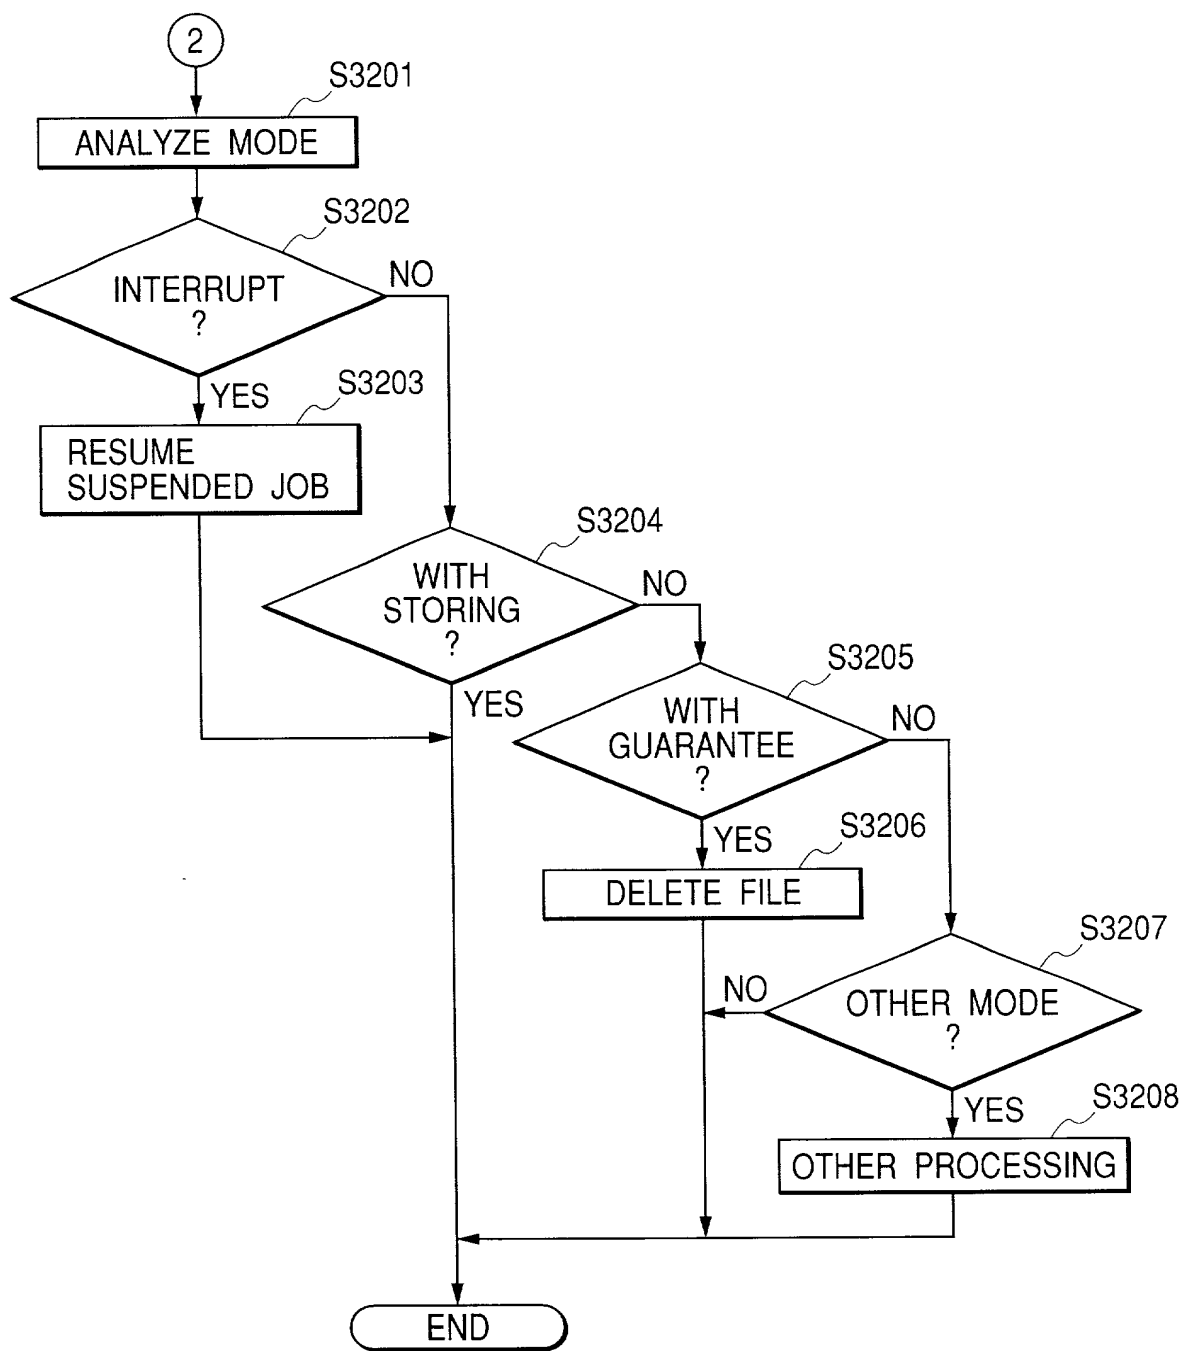 2
S3201
ANALYZE MODE
S3202
INTERRUPT
?
NO
YES
S3203
RESUME
SUSPENDED JOB
S3204
WITH
STORING
?
NO
YES
S3205
WITH
GUARANTEE
?
NO
YES
S3206
DELETE FILE
S3207
OTHER MODE
?
NO
YES
S3208
OTHER PROCESSING
END